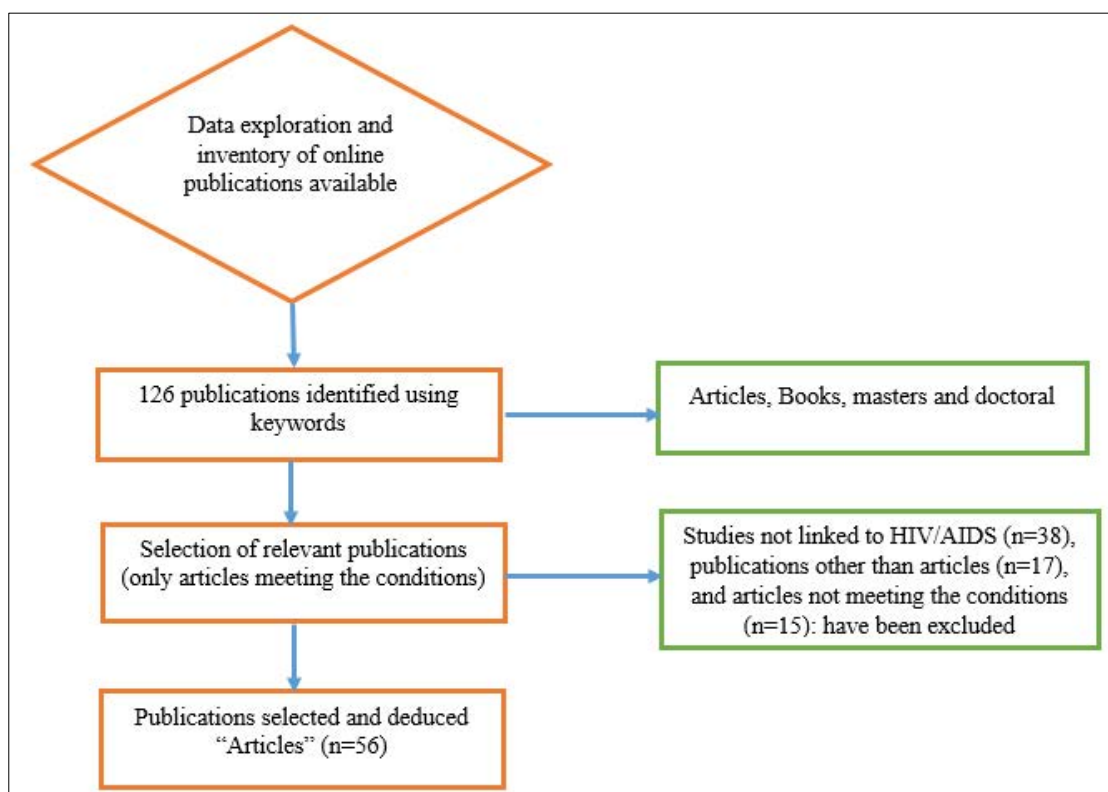 Data exploration and
inventory of online
publications available
126 publications identified using
keywords
Articles, Books, masters and doctoral
Selection of relevant publications
(only articles meeting the conditions)
Studies not linked to HIV/AIDS (n=38),
publications other than articles (n=17),
and articles not meeting the conditions
(n=15): have been excluded
Publications selected and deduced
“Articles” (n=56)